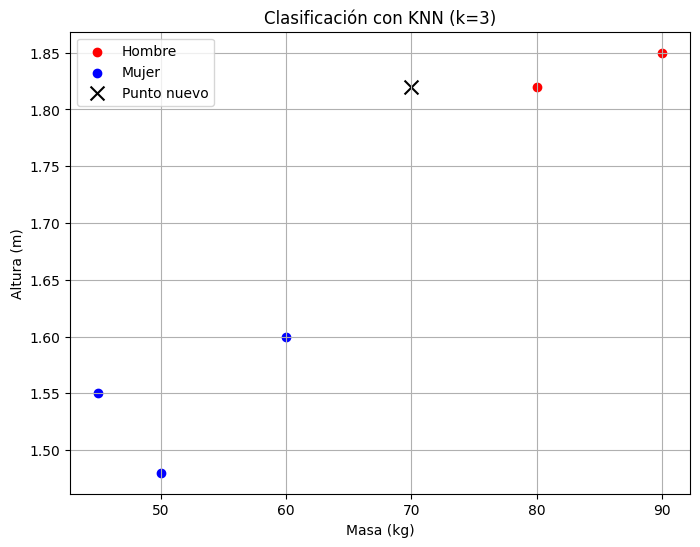 Clasificación con KNN (k=3)
Hombre
Mujer
Punto nuevo
1.85
1.80
1.75
1.70
1.65
1.60
1.55
1.50
Altura (m)
50 60 70 80 90
Masa (kg)